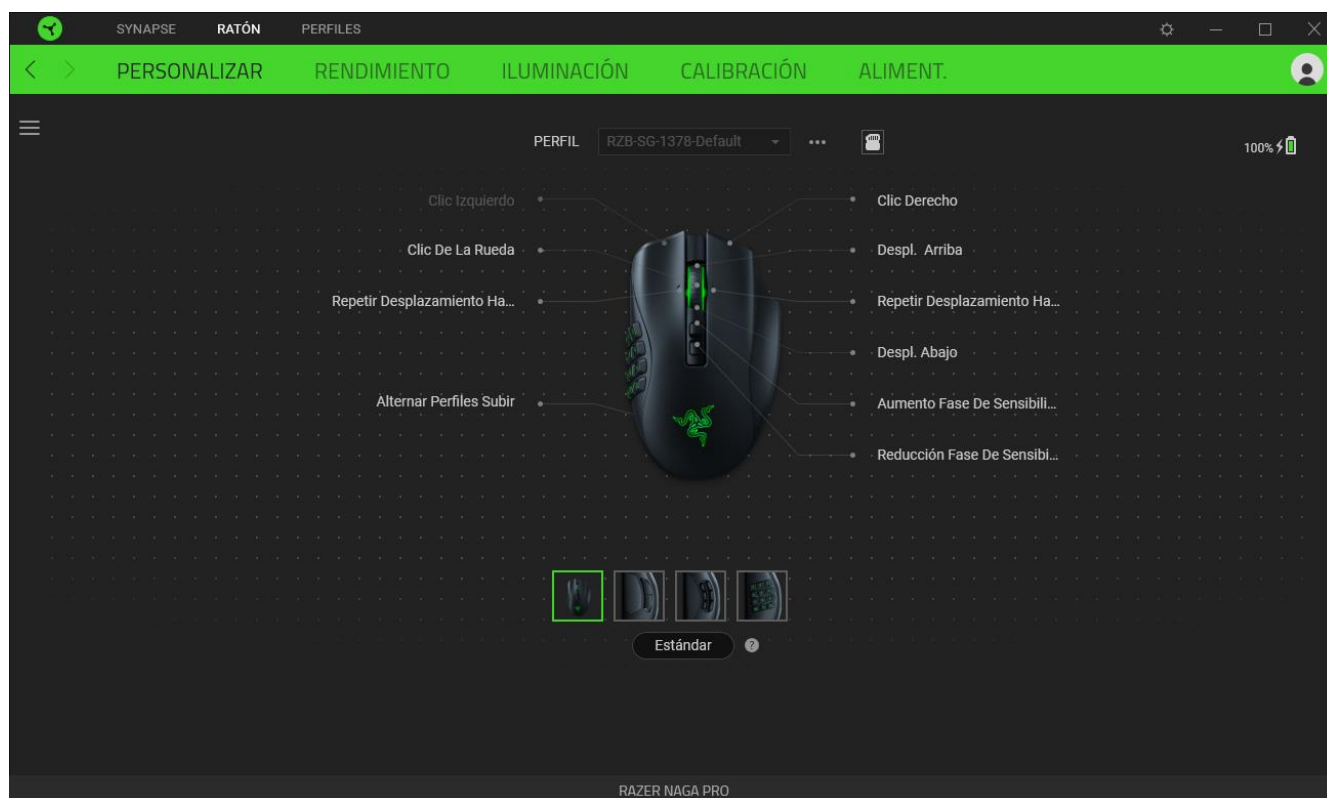 SYNAPSE RATÓN PERFILES
PERSONALIZAR RENDIMIENTO ILUMINACIÓN CALIBRACIÓN ALIMENT.
PERFIL RZB-SG-1378-Default
100%
Clic Izquierdo
Clic Derecho
Clic De La Rueda
Despl. Arriba
Repetir Desplazamiento Ha...
Repetir Desplazamiento Ha...
Despl. Abajo
Alternar Perfiles Subir
Aumento Fase De Sensibili...
Reducción Fase De Sensibi...
Estándar ?
RAZER NAGA PRO